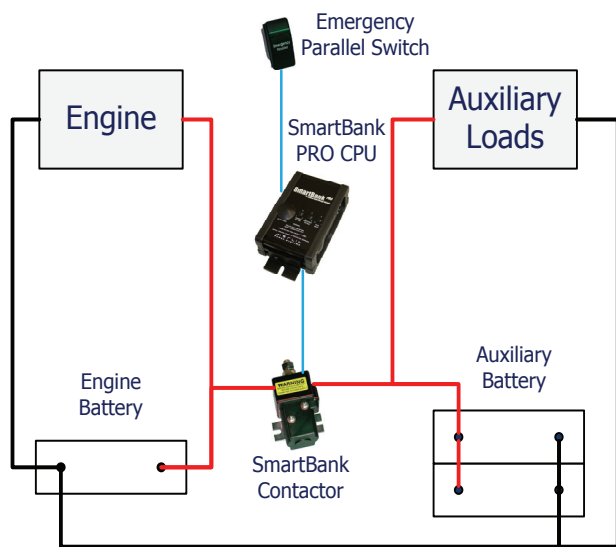 Emergency
Parallel Switch
Engine
Auxiliary
Loads
SmartBank
PRO CPU
SmartBank
WARNING
Engine
Battery
Auxiliary
Battery
SmartBank
Contactor